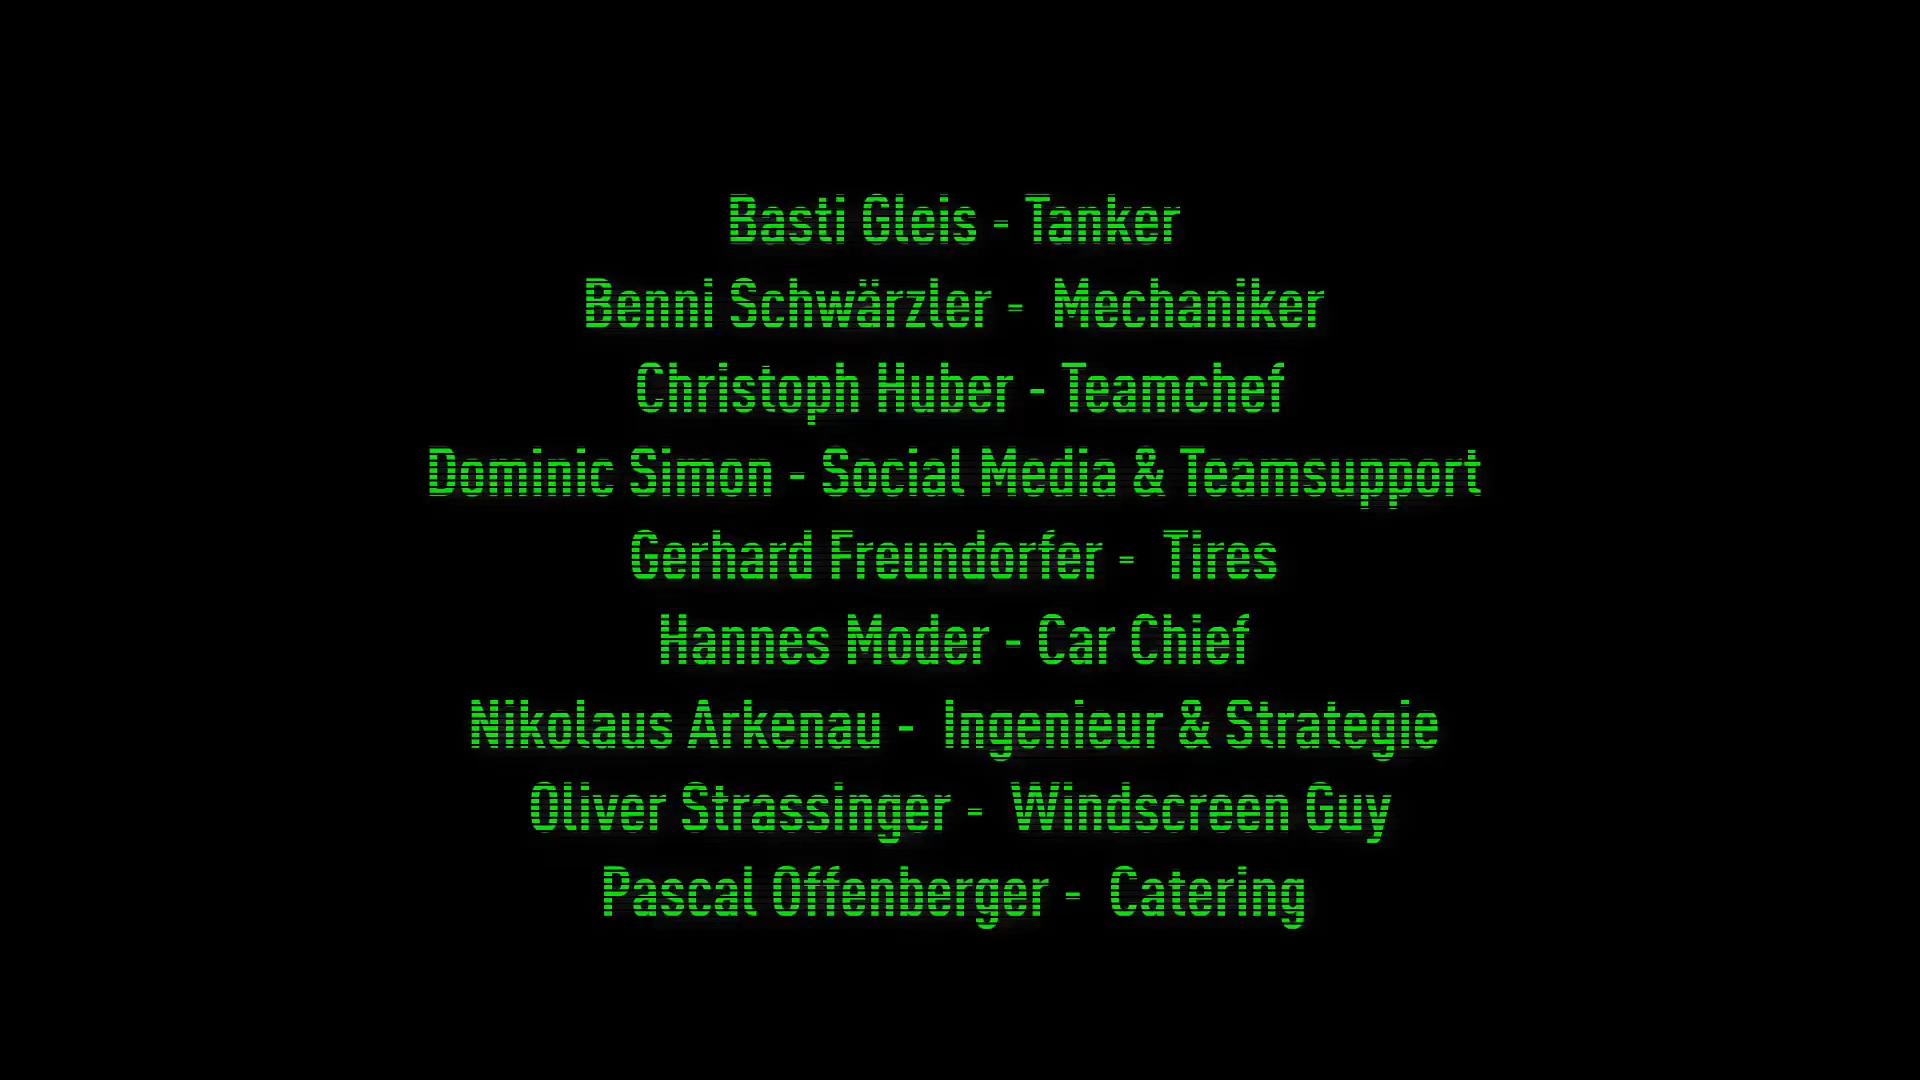 Basti Gleis - Tanker
Benni Schwärzler - Mechaniker
Christoph Huber - Teamchef
Dominic Simon - Social Media & Teamsupport
Gerhard Freundorfer - Tires
Hannes Moder - Car Chief
Nikolaus Arkenau - Ingenieur & Strategie
Oliver Strassinger - Windscreen Guy
Pascal Offenberger - Catering